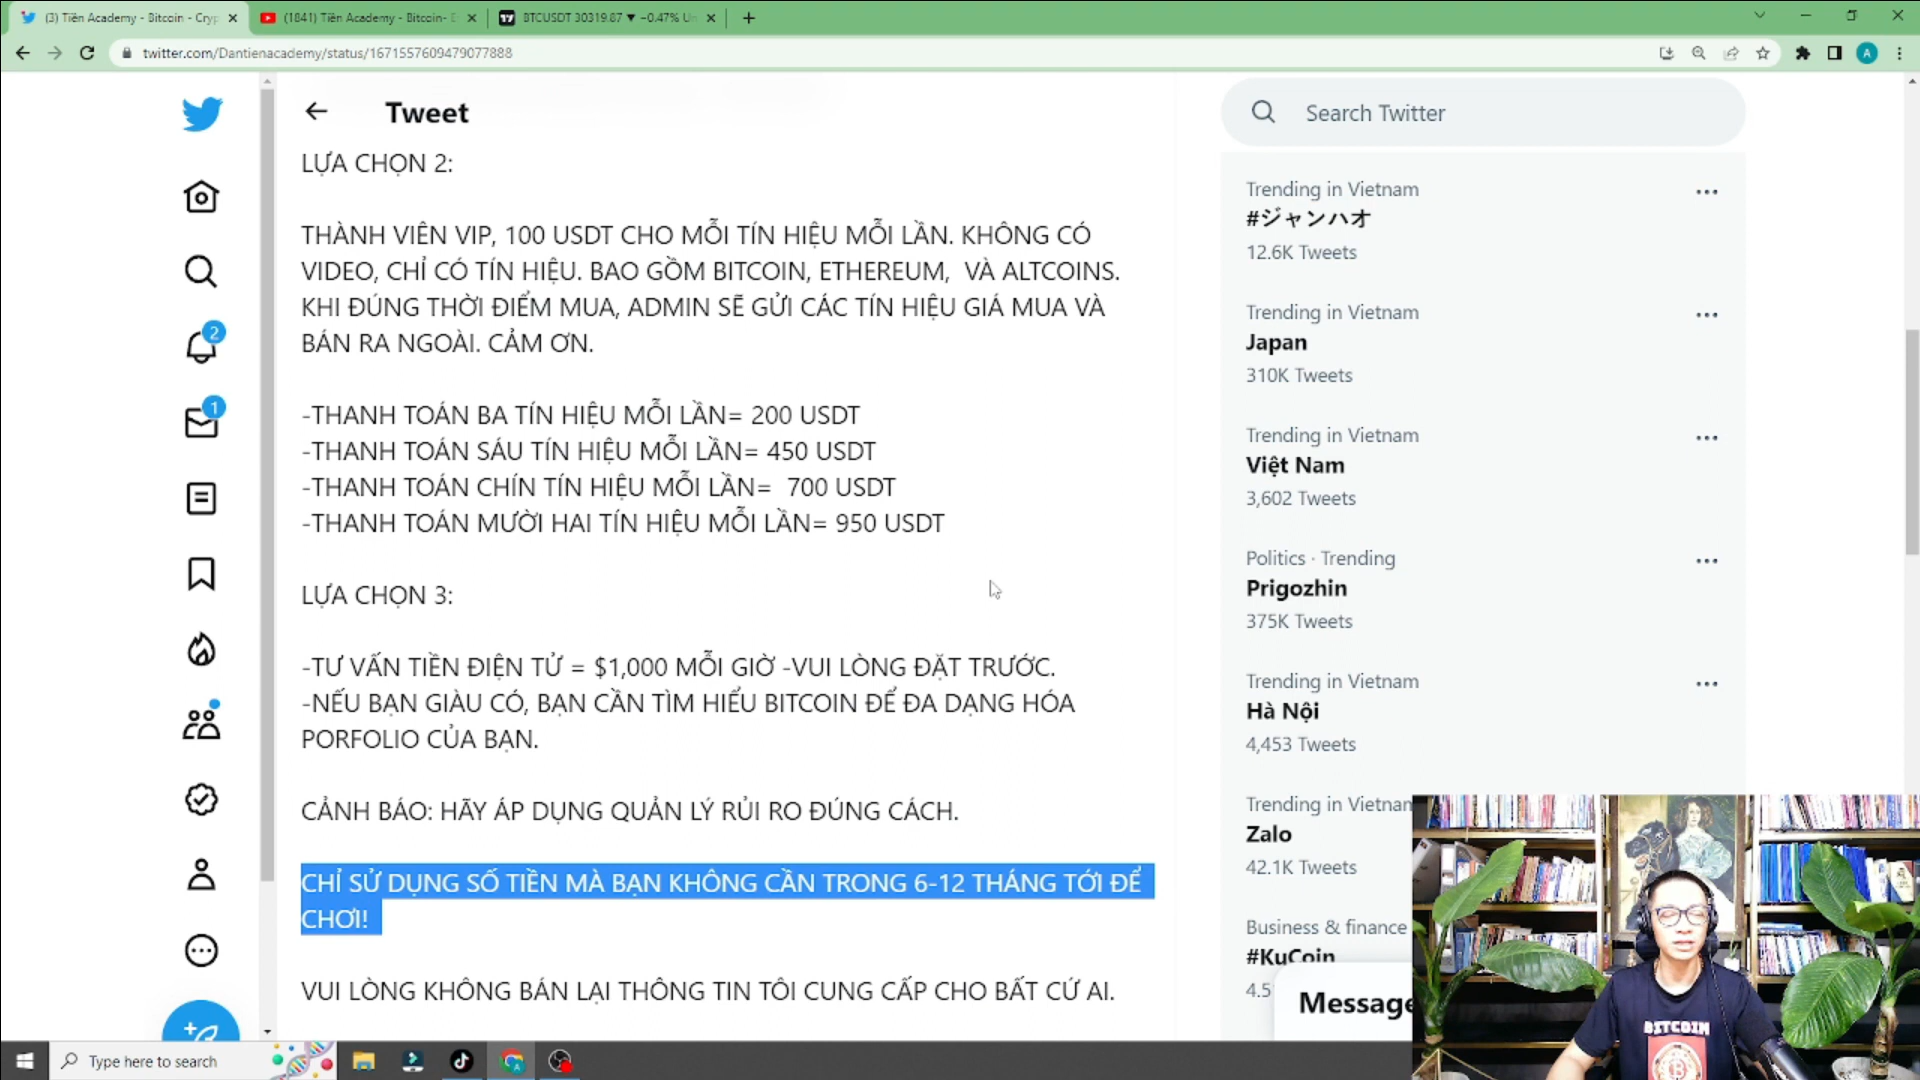 (3) Tiền Academy - Bitcoin - Cryp
(1841) Tiền Academy - Bitcoin- E
BTCUSDT 30319.87 ▼ −0.47% Un
twitter.com/Dantienacademy/status/1671557609479077888
A
Tweet
Search Twitter
LỰA CHỌN 2:
THÀNH VIÊN VIP, 100 USDT CHO MỖI TÍN HIỆU MỖI LẦN. KHÔNG CÓ
VIDEO, CHỈ CÓ TÍN HIỆU. BAO GỒM BITCOIN, ETHEREUM,  VÀ ALTCOINS.
KHI ĐÚNG THỜI ĐIỂM MUA, ADMIN SẼ GỬI CÁC TÍN HIỆU GIÁ MUA VÀ
BÁN RA NGOÀI. CẢM ƠN.
-THANH TOÁN BA TÍN HIỆU MỖI LẦN= 200 USDT
-THANH TOÁN SÁU TÍN HIỆU MỖI LẦN= 450 USDT
-THANH TOÁN CHÍN TÍN HIỆU MỖI LẦN=  700 USDT
-THANH TOÁN MƯỜI HAI TÍN HIỆU MỖI LẦN= 950 USDT
LỰA CHỌN 3:
-TƯ VẤN TIỀN ĐIỆN TỬ = $1,000 MỖI GIỜ -VUI LÒNG ĐẶT TRƯỚC.
-NẾU BẠN GIÀU CÓ, BẠN CẦN TÌM HIỂU BITCOIN ĐỂ ĐA DẠNG HÓA
PORFOLIO CỦA BẠN.
CẢNH BÁO: HÃY ÁP DỤNG QUẢN LÝ RỦI RO ĐÚNG CÁCH.
CHỈ SỬ DỤNG SỐ TIỀN MÀ BẠN KHÔNG CẦN TRONG 6-12 THÁNG TỚI ĐỂ
CHƠI!
VUI LÒNG KHÔNG BÁN LẠI THÔNG TIN TÔI CUNG CẤP CHO BẤT CỨ AI.
2
1
Trending in Vietnam
#ジャンハオ
12.6K Tweets
Trending in Vietnam
Japan
310K Tweets
Trending in Vietnam
Việt Nam
3,602 Tweets
Politics · Trending
Prigozhin
375K Tweets
Trending in Vietnam
Hà Nội
4,453 Tweets
Trending in Vietnam
Zalo
42.1K Tweets
Business & finance
#KuCoin
4.5
Message
BITCOIN
Type here to search